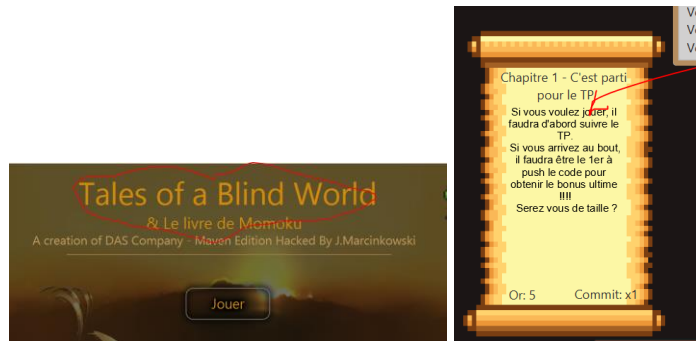 Tales of a Blind World
& Le livre de Momoku
A creation of DAS Company - Maven Edition Hacked By J.Marcinkowski
Jouer
Chapitre 1 - C'est parti
pour le TP
Si vous voulez jouer, il
faudra d'abord suivre le
TP.
Si vous arrivez au bout,
il faudra être le 1er à
push le code pour
obtenir le bonus ultime
!!!!
Serez vous de taille ?
Or: 5
Commit: x1